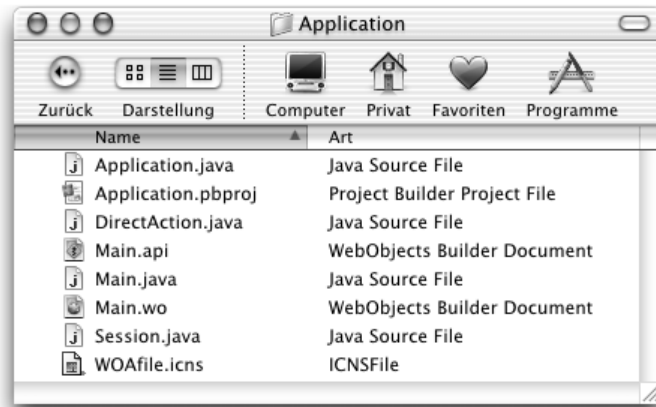 Application
Zurück Darstellung Computer Privat Favoriten Programme
Name Art
Application.java Java Source File
Application.pbproj Project Builder Project File
DirectAction.java Java Source File
Main.api WebObjects Builder Document
Main.java Java Source File
Main.wo WebObjects Builder Document
Session.java Java Source File
WOAfile.icns ICNSFile